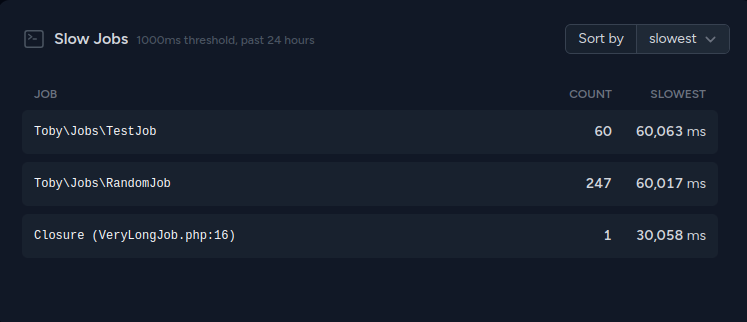 Slow Jobs 1000ms threshold, past 24 hours Sort by slowest
JOB COUNT SLOWEST
Toby\Jobs\TestJob 60 60,063 ms
Toby\Jobs\RandomJob 247 60,017 ms
Closure (VeryLongJob.php:16) 1 30,058 ms